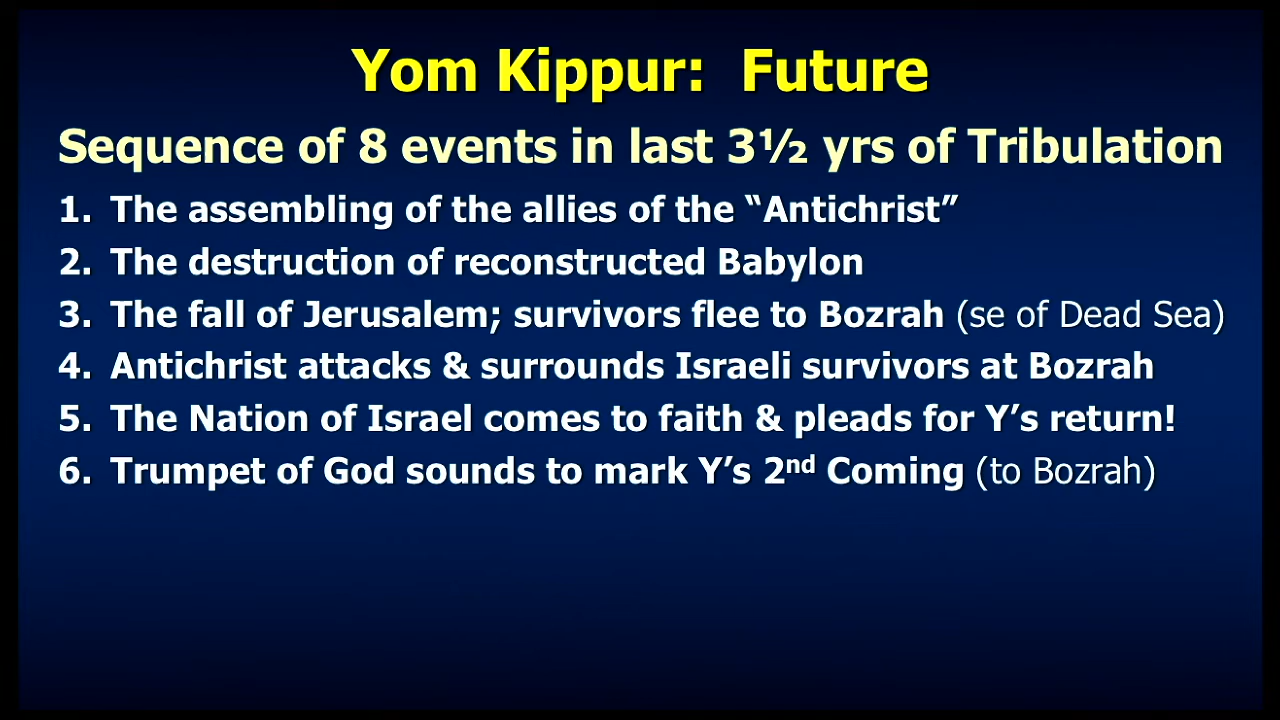 Yom Kippur: Future
Sequence of 8 events in last 3½ yrs of Tribulation
1. The assembling of the allies of the “Antichrist”
2. The destruction of reconstructed Babylon
3. The fall of Jerusalem; survivors flee to Bozrah (se of Dead Sea)
4. Antichrist attacks & surrounds Israeli survivors at Bozrah
5. The Nation of Israel comes to faith & pleads for Y’s return!
6. Trumpet of God sounds to mark Y’s 2nd Coming (to Bozrah)